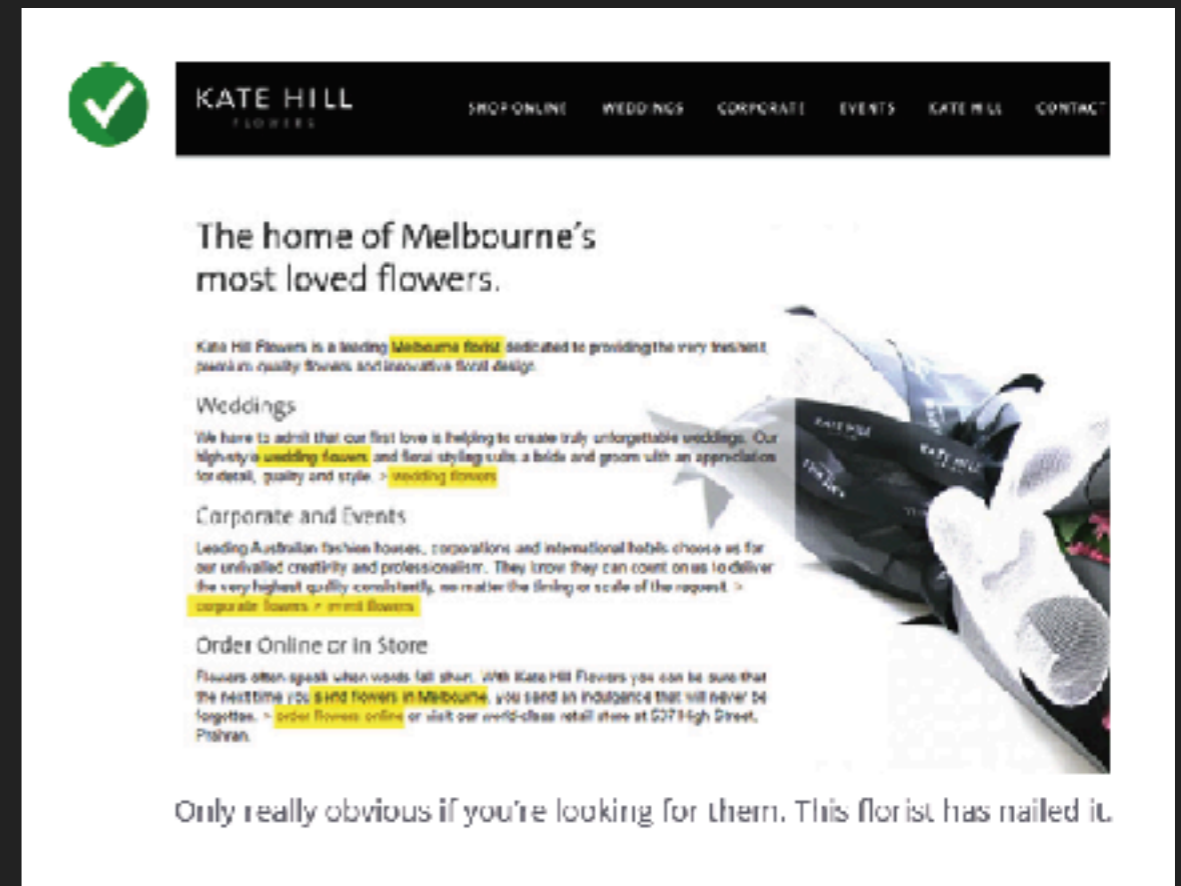 KATE HILL
FLOWERS
SHOP ONLINE WEDDINGS CORPORATE EVENTS KATE HILL CONTACT
The home of Melbourne's
most loved flowers.
Kate Hill Flowers is a leading Melbourne florist dedicated to providing the very freshest,
premium quality flowers and innovative floral design.
Weddings
We have to admit that our first love is helping to create truly unforgettable weddings. Our
high-style wedding flowers and floral styling suits a bride and groom with an appreciation
for detail, quality and style. > wedding flowers
Corporate and Events
Leading Australian fashion houses, corporations and international hotels choose us for
our unrivalled creativity and professionalism. They know they can count on us to deliver
the very highest quality consistently, no matter the timing or scale of the request. >
corporate flowers > event flowers
Order Online or In Store
Flowers often speak when words fall short. With Kate Hill Flowers you can be sure that
the next time you send flowers in Melbourne, you send an indulgence that will never be
forgotten. > order flowers online or visit our world-class retail store at 537 High Street,
Prahran.
KATE HILL
KATE HILL
Only really obvious if you're looking for them. This florist has nailed it.